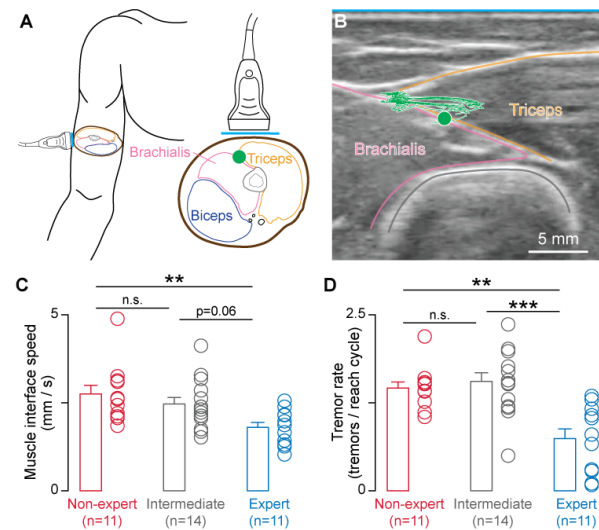 A
Brachialis
Triceps
Biceps
B
Triceps
Brachialis
5 mm
C
**
n.s.
p=0.06
5
0
Muscle interface speed
(mm / s)
Non-expert
(n=11)
Intermediate
(n=14)
Expert
(n=11)
D
**
n.s.
***
2.5
0
Tremor rate
(tremors / reach cycle)
Non-expert
(n=11)
Intermediate
(n=14)
Expert
(n=11)